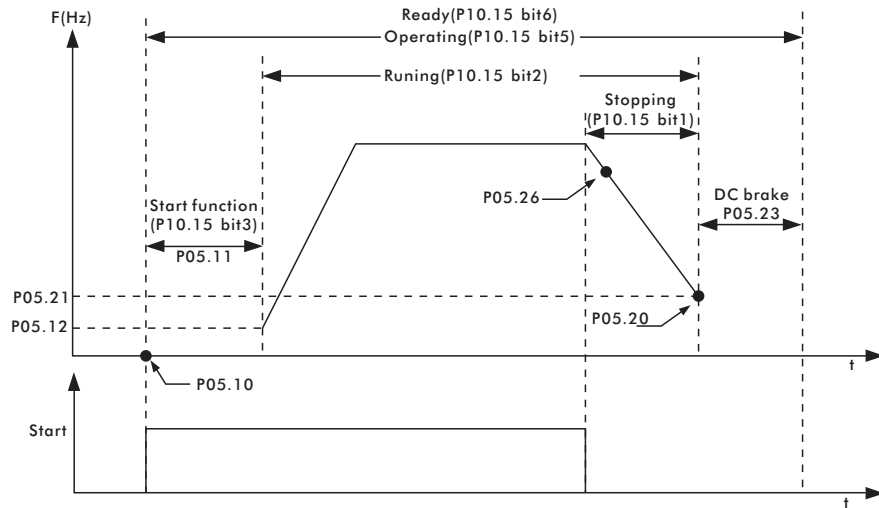 F(Hz)
Ready(P10.15 bit6)
Operating(P10.15 bit5)
Runing(P10.15 bit2)
Stopping
(P10.15 bit1)
P05.26
DC brake
P05.23
Start function
(P10.15 bit3)
P05.11
P05.21
P05.12
P05.20
P05.10
t
Start
t